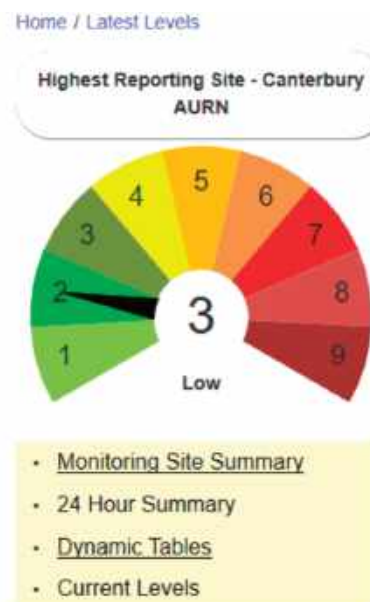 Home / Latest Levels
Highest Reporting Site - Canterbury
AURN
1
2
3
4
5
6
7
8
9
3
Low
Monitoring Site Summary
24 Hour Summary
Dynamic Tables
Current Levels